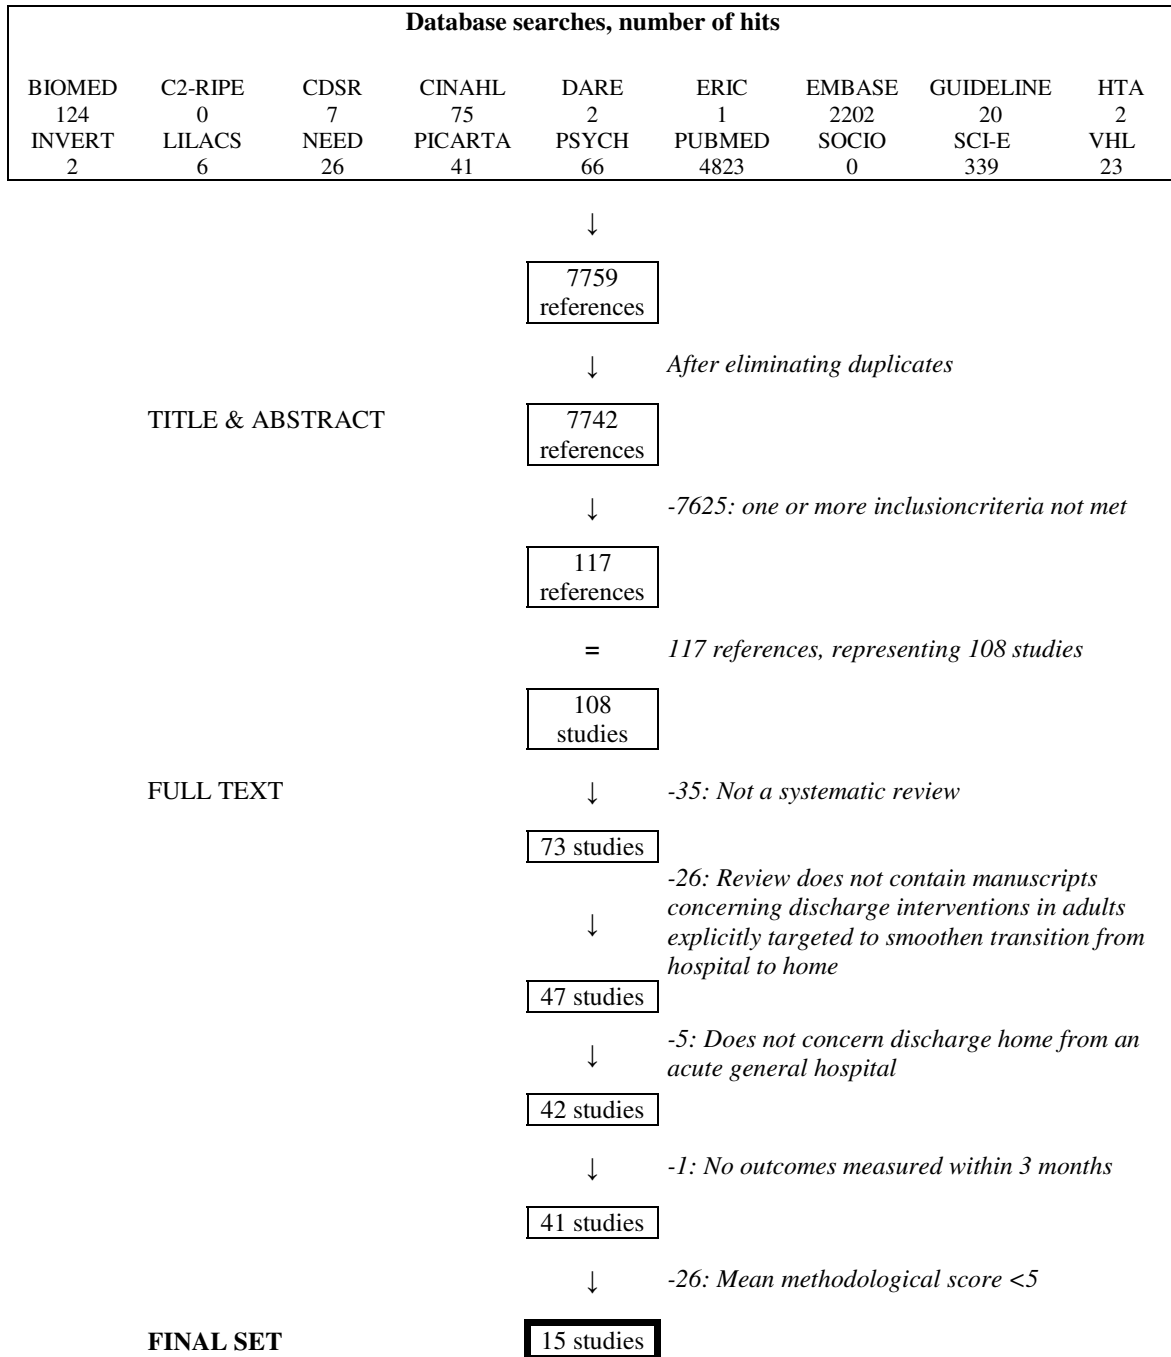 Database searches, number of hits
BIOMED C2-RIPE CDSR CINAHL DARE ERIC EMBASE GUIDELINE HTA
124 0 7 75 2 1 2202 20 2
INVERT LILACS NEED PICARTA PSYCH PUBMED SOCIO SCI-E VHL
2 6 26 41 66 4823 0 339 23
↓
7759
references
↓ After eliminating duplicates
TITLE & ABSTRACT 7742
references
↓ -7625: one or more inclusioncriteria not met
117
references
= 117 references, representing 108 studies
108
studies
FULL TEXT ↓ -35: Not a systematic review
73 studies
-26: Review does not contain manuscripts
concerning discharge interventions in adults
↓ explicitly targeted to smoothen transition from
hospital to home
47 studies
-5: Does not concern discharge home from an
↓ acute general hospital
42 studies
↓ -1: No outcomes measured within 3 months
41 studies
↓ -26: Mean methodological score <5
FINAL SET 15 studies